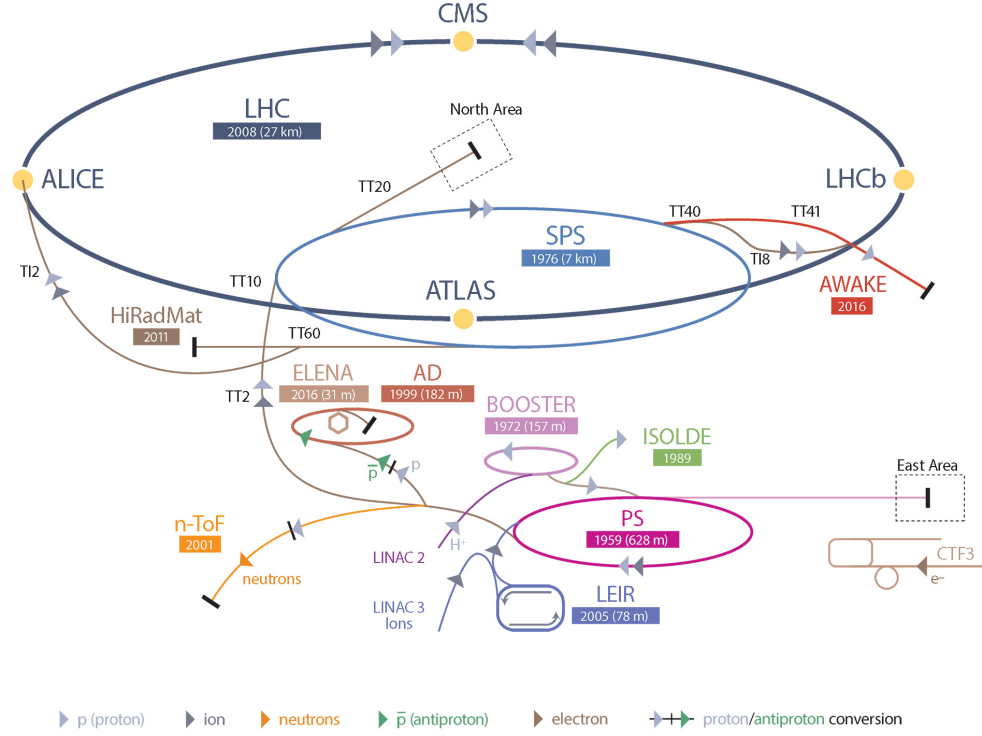 CMS
LHC
2008 (27 km)
North Area
ALICE
TT20
LHCb
TT40
TT41
SPS
1976 (7 km)
TI8
TI2
TT10
ATLAS
AWAKE
2016
HiRadMat
2011
TT60
ELENA
2016 (31 m)
AD
1999 (182 m)
TT2
BOOSTER
1972 (157 m)
ISOLDE
1989
p̅
p
East Area
n-ToF
2001
PS
1959 (628 m)
H⁺
LINAC 2
neutrons
CTF3
e–
LEIR
2005 (78 m)
LINAC 3
Ions
p (proton)
ion
neutrons
p̅ (antiproton)
electron
proton/antiproton conversion